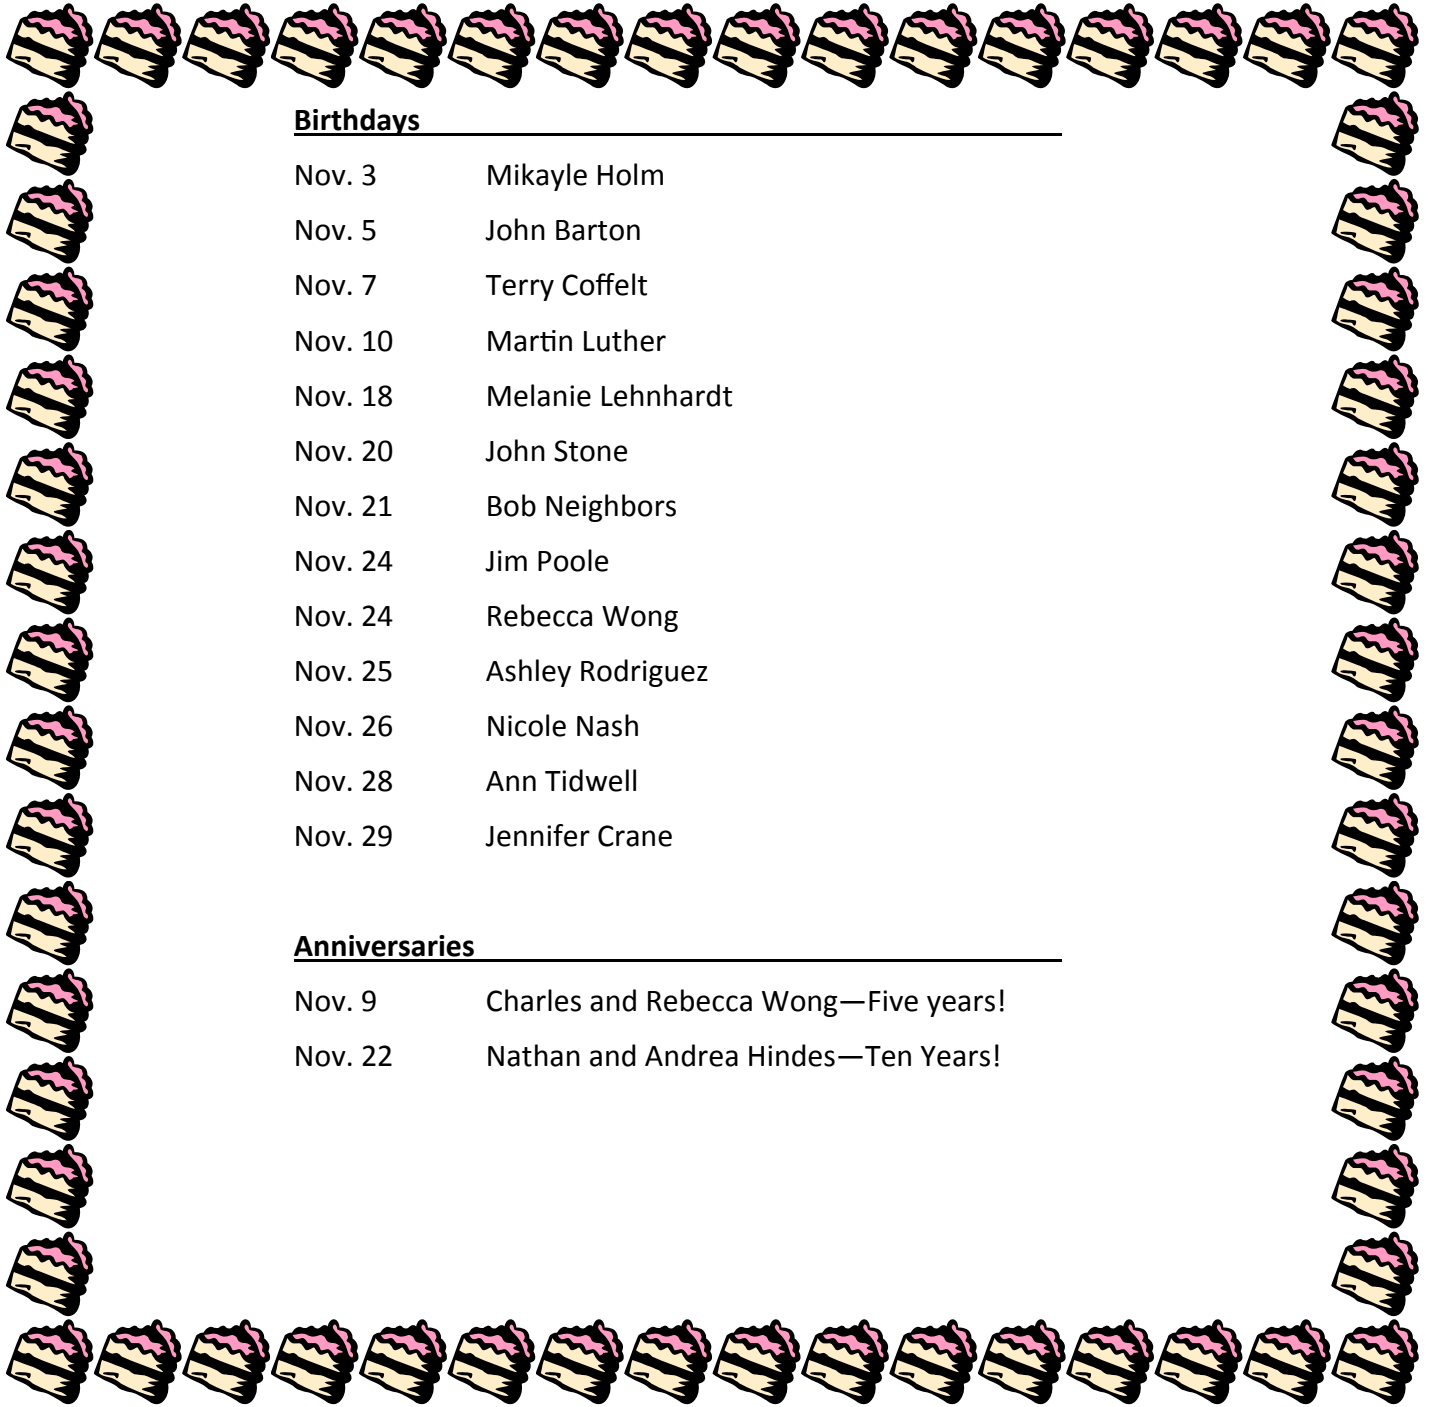 Birthdays
Nov. 3 Mikayle Holm
Nov. 5 John Barton
Nov. 7 Terry Coffelt
Nov. 10 Martin Luther
Nov. 18 Melanie Lehnhardt
Nov. 20 John Stone
Nov. 21 Bob Neighbors
Nov. 24 Jim Poole
Nov. 24 Rebecca Wong
Nov. 25 Ashley Rodriguez
Nov. 26 Nicole Nash
Nov. 28 Ann Tidwell
Nov. 29 Jennifer Crane
Anniversaries
Nov. 9 Charles and Rebecca Wong—Five years!
Nov. 22 Nathan and Andrea Hindes—Ten Years!